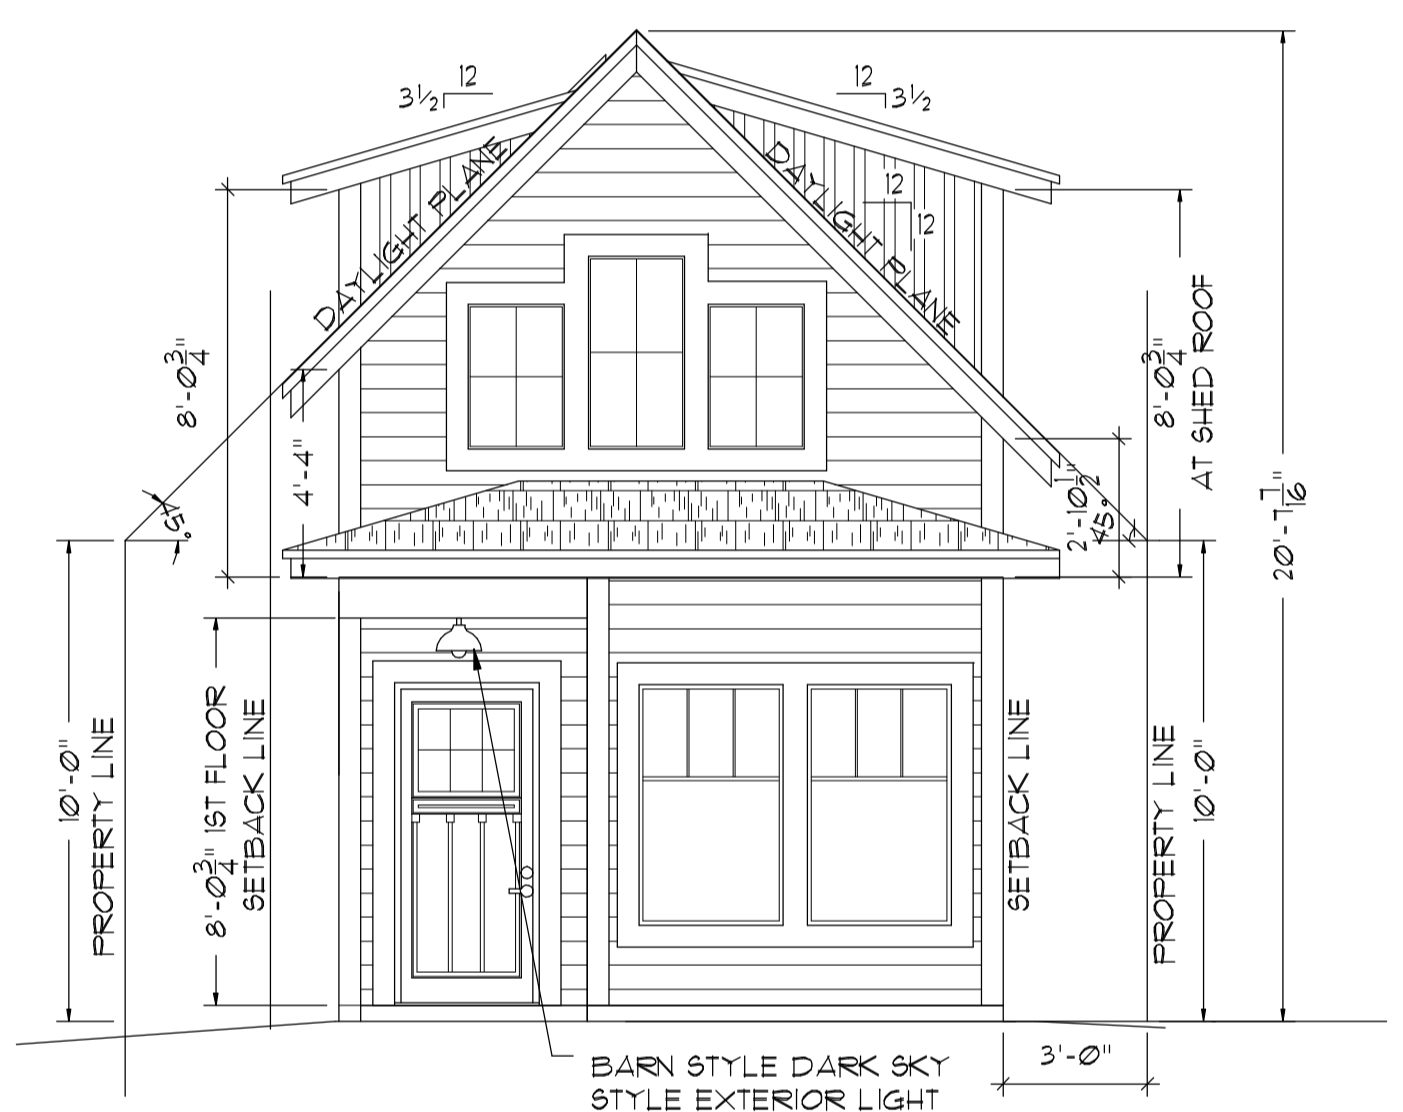 12
3½
12
3½
DAYLIGHT PLANE
DAYLIGHT PLANE
12
12
8'-0¾"
4'-4"
45°
8'-0¾"
AT SHED ROOF
2'-10½"
45°
20'-7 7/16"
10'-0"
PROPERTY LINE
8'-0¾" 1ST FLOOR
SETBACK LINE
SETBACK LINE
PROPERTY LINE
10'-0"
3'-0"
BARN STYLE DARK SKY
STYLE EXTERIOR LIGHT